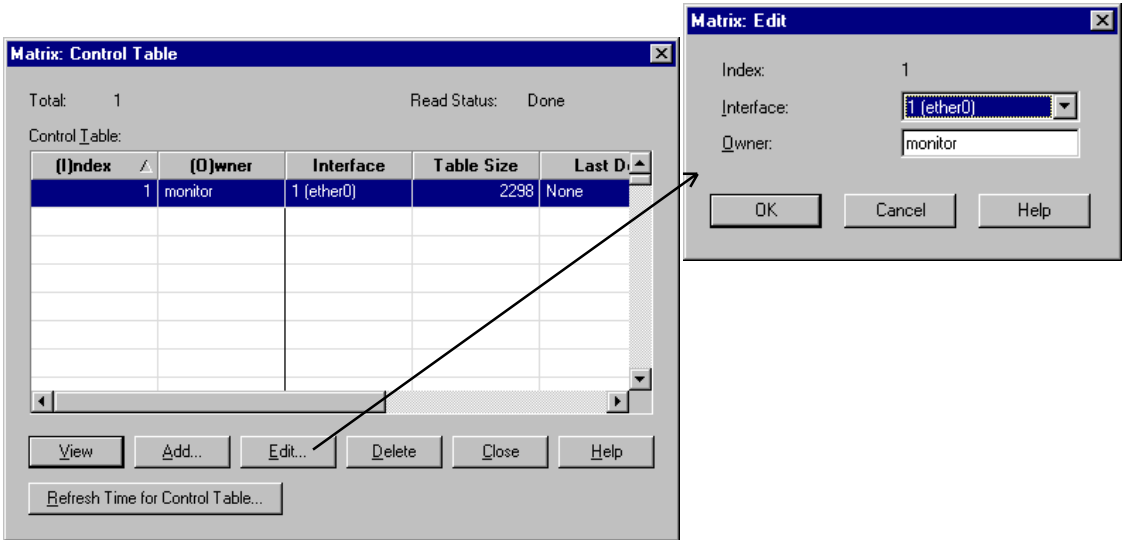 Matrix: Control Table
Total: 1 Read Status: Done
Control Table:
(I)ndex (O)wner Interface Table Size Last D
1 monitor 1 (ether0) 2298 None
View Add... Edit... Delete Close Help
Refresh Time for Control Table...
Matrix: Edit
Index: 1
Interface: 1 (ether0)
Owner: monitor
OK Cancel Help